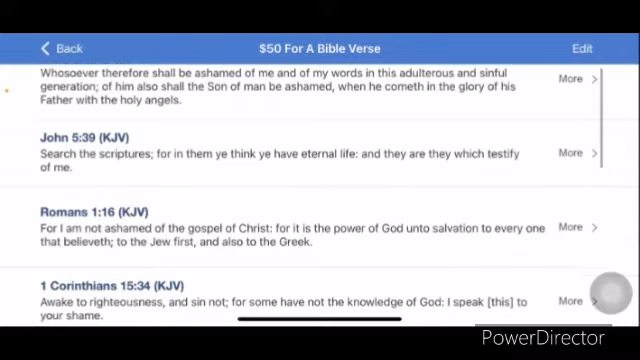 Back
$50 For A Bible Verse
Edit
Whosoever therefore shall be ashamed of me and of my words in this adulterous and sinful
generation; of him also shall the Son of man be ashamed, when he cometh in the glory of his
Father with the holy angels.
More
John 5:39 (KJV)
Search the scriptures; for in them ye think ye have eternal life: and they are they which testify
of me.
More
Romans 1:16 (KJV)
For I am not ashamed of the gospel of Christ: for it is the power of God unto salvation to every one
that believeth; to the Jew first, and also to the Greek.
More
1 Corinthians 15:34 (KJV)
Awake to righteousness, and sin not; for some have not the knowledge of God: I speak [this] to
your shame.
More
PowerDirector